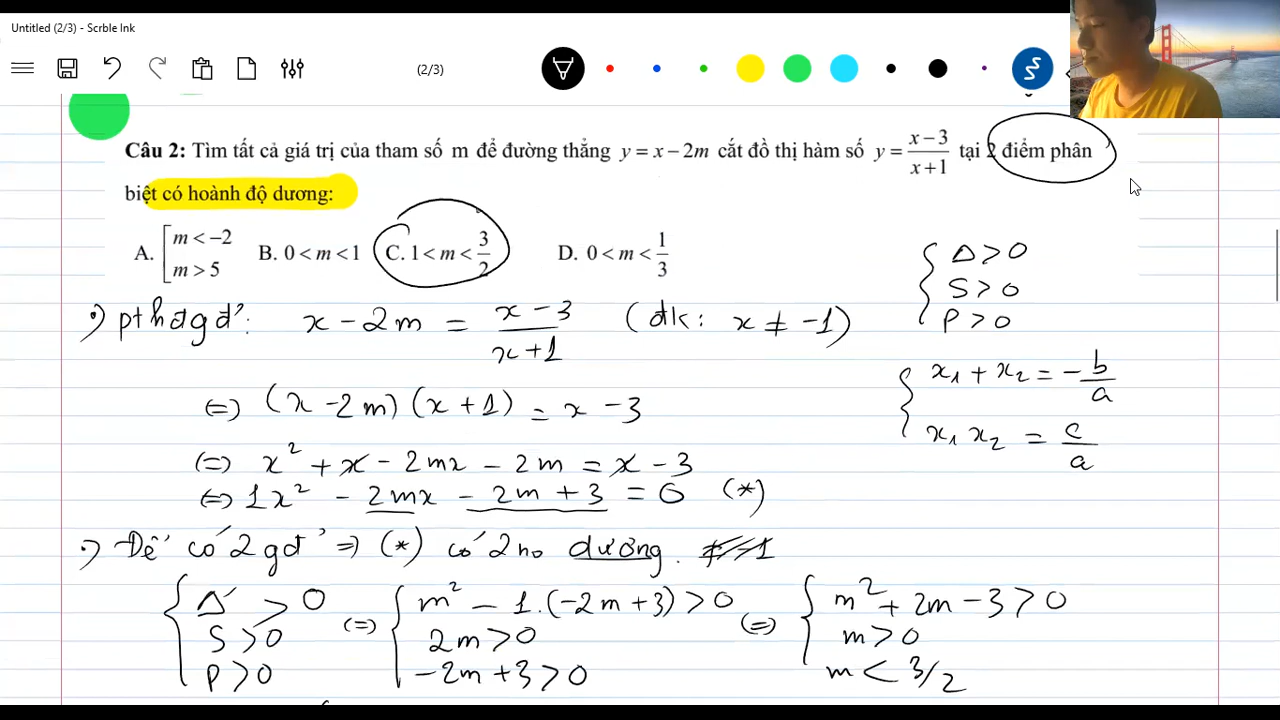 Untitled (2/3) - Scrble Ink
(2/3)
Câu 2: Tìm tất cả giá trị của tham số m để đường thẳng y = x − 2m cắt đồ thị hàm số y = (x − 3)/(x + 1) tại 2 điểm phân
biệt có hoành độ dương:
A. [ m < −2
m > 5
B. 0 < m < 1
C. 1 < m < 3/2
D. 0 < m < 1/3
{ Δ > 0
S > 0
P > 0
pt hđgđ: x − 2m = (x − 3)/(x + 1) (đk: x ≠ −1)
{ x₁ + x₂ = −b/a
x₁ x₂ = c/a
(=) (x − 2m)(x + 1) = x − 3
(=) x² + x − 2mx − 2m = x − 3
⇔ 1x² − 2mx − 2m + 3 = 0 (*)
Để có 2 gđ ⇒ (*) có 2 no dương. ≠ −1
{ Δ' > 0
S > 0
P > 0
(=) { m² − 1.(−2m + 3) > 0
2m > 0
−2m + 3 > 0
(=) { m² + 2m − 3 > 0
m > 0
m < 3/2